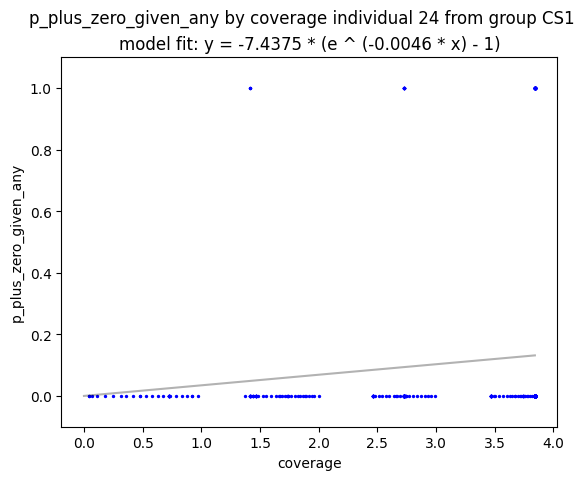 p_plus_zero_given_any by coverage individual 24 from group CS1
model fit: y = -7.4375 * (e ^ (-0.0046 * x) - 1)
p_plus_zero_given_any
1.0
0.8
0.6
0.4
0.2
0.0
0.0 0.5 1.0 1.5 2.0 2.5 3.0 3.5 4.0
coverage